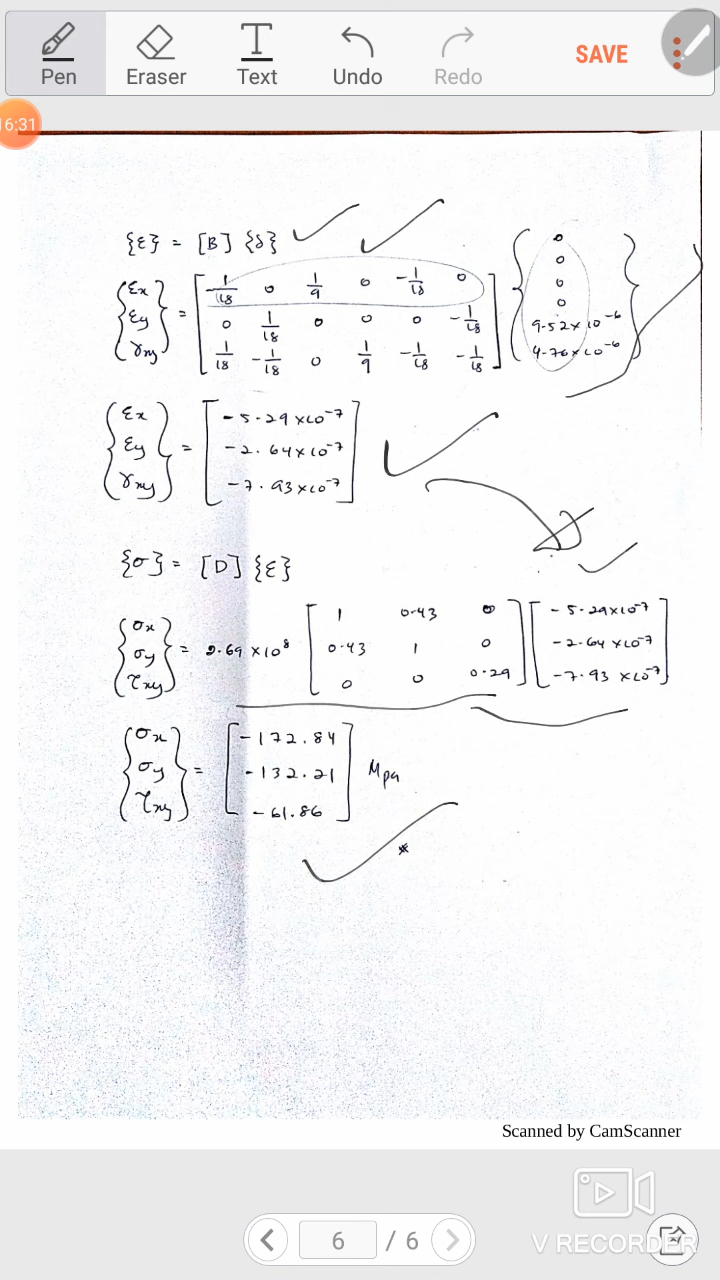 Pen Eraser Text Undo Redo SAVE
16:31
{ε} = [B] {δ}
{εx εy γxy} = [-1/18 0 1/9 0 -1/18 0
0 1/18 0 0 0 -1/18
1/18 -1/18 0 1/9 -1/18 -1/18]
{0
0
0
0
9.52×10⁻⁶
4.76×10⁻⁶}
{εx εy γxy} = [-5.29×10⁻⁷
-2.64×10⁻⁷
-7.93×10⁻⁷]
{σ} = [D] {ε}
{σx σy τxy} = 2.69×10⁸ [1 0.43 0
0.43 1 0
0 0 0.29]
[-5.29×10⁻⁷
-2.64×10⁻⁷
-7.93×10⁻⁷]
{σx σy τxy} = [-172.84
-132.21
-61.86] Mpa
Scanned by CamScanner
6 / 6
V RECORDER